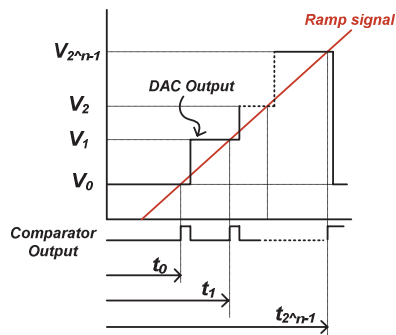 Ramp signal
V2^n-1
DAC Output
V2
V1
V0
Comparator
Output
t0
t1
t2^n-1